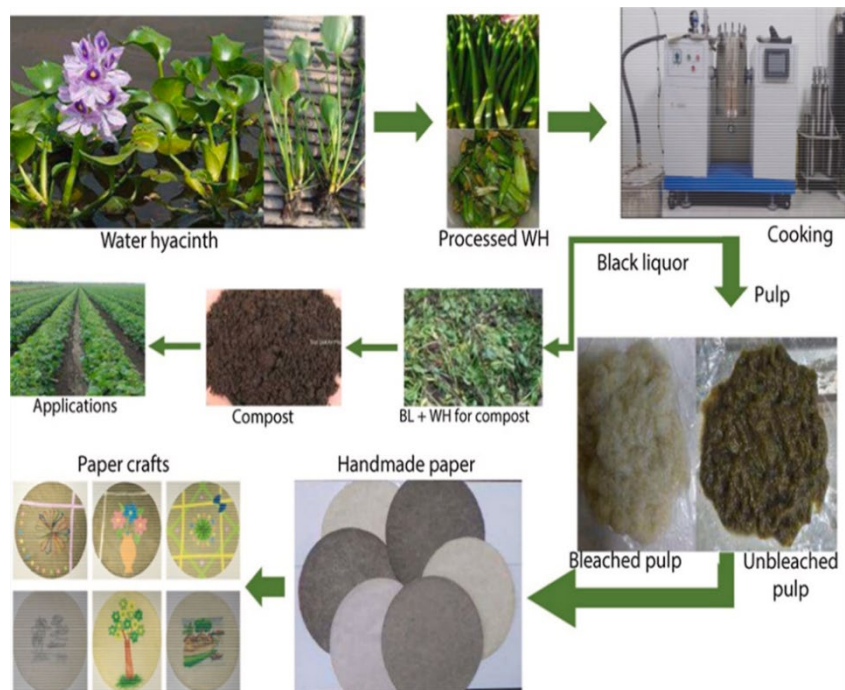 Water hyacinth
Processed WH
Cooking
Black liquor
Pulp
Applications
Compost
BL + WH for compost
Paper crafts
Handmade paper
Bleached pulp
Unbleached
pulp